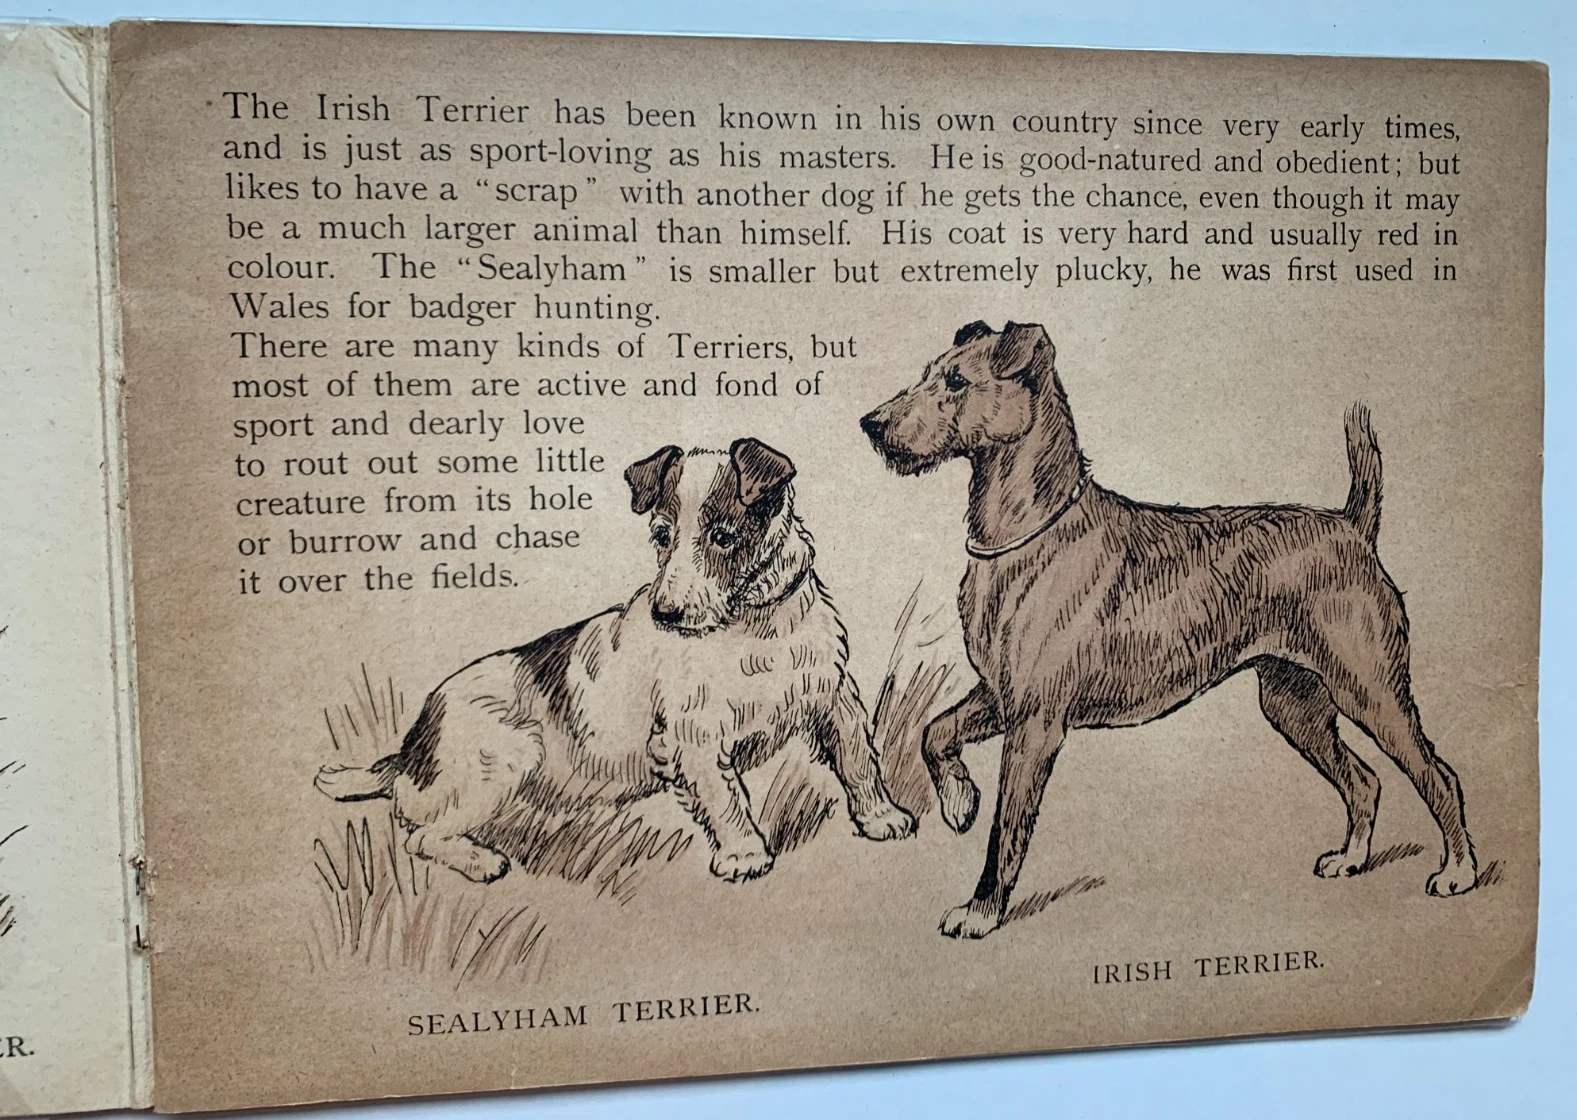 The Irish Terrier has been known in his own country since very early times,
and is just as sport-loving as his masters. He is good-natured and obedient; but
likes to have a “scrap” with another dog if he gets the chance, even though it may
be a much larger animal than himself. His coat is very hard and usually red in
colour. The “Sealyham” is smaller but extremely plucky, he was first used in
Wales for badger hunting.
There are many kinds of Terriers, but
most of them are active and fond of
sport and dearly love
to rout out some little
creature from its hole
or burrow and chase
it over the fields.
IRISH TERRIER.
SEALYHAM TERRIER.
ER.